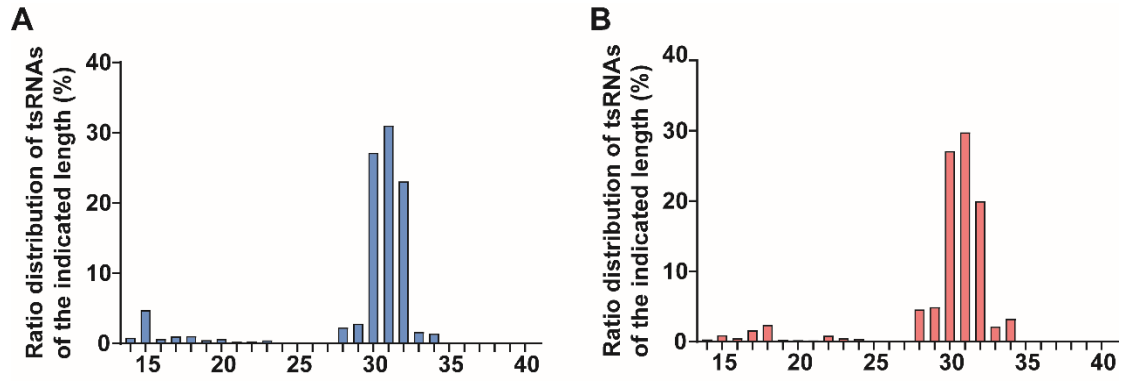 A
Ratio distribution of tsRNAs
of the indicated length (%)
40
30
20
10
0
15 20 25 30 35 40
B
Ratio distribution of tsRNAs
of the indicated length (%)
40
30
20
10
0
15 20 25 30 35 40